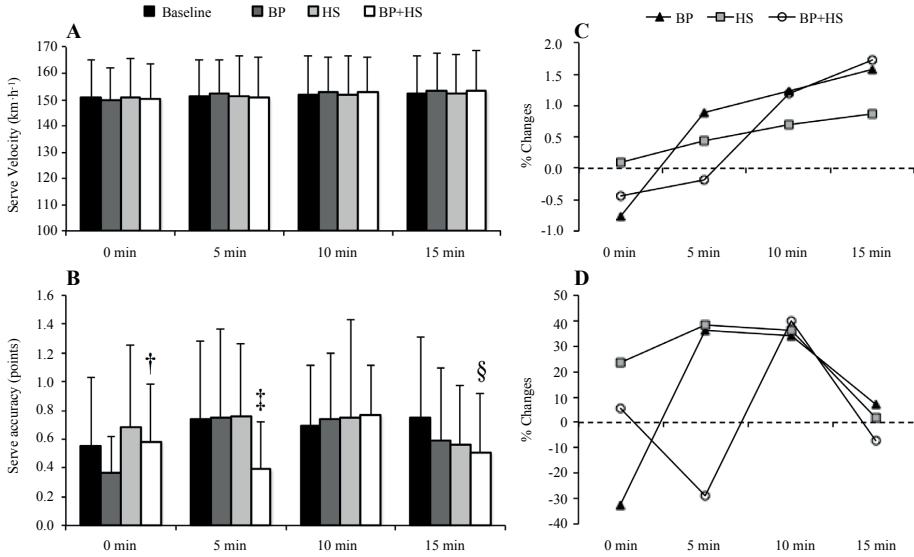 Baseline BP HS BP+HS
A
Serve Velocity (km·h⁻¹)
170
160
150
140
130
120
110
100
0 min 5 min 10 min 15 min
B
Serve accuracy (points)
1.6
1.4
1.2
1.0
0.8
0.6
0.4
0.2
0.0
†
‡
§
0 min 5 min 10 min 15 min
BP HS BP+HS
C
% Changes
2.0
1.5
1.0
0.5
0.0
-0.5
-1.0
0 min 5 min 10 min 15 min
D
% Changes
50
40
30
20
10
0
-10
-20
-30
-40
0 min 5 min 10 min 15 min